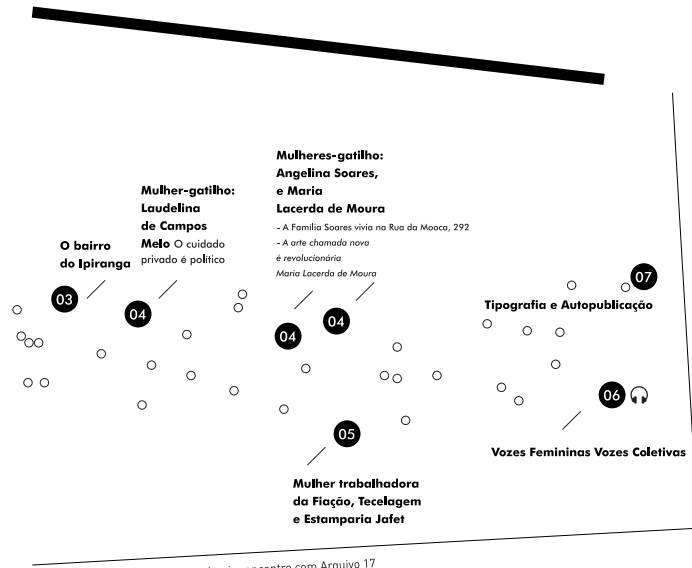 Mulheres-gatilho:
Angelina Soares,
e Maria
Lacerda de Moura
- A Família Soares vivia na Rua da Mooca, 292
- A arte chamada nova
é revolucionária
Maria Lacerda de Moura
Mulher-gatilho:
Laudelina
de Campos
Melo O cuidado
privado é político
O bairro
do Ipiranga
03
04
04
04
07
Tipografia e Autopublicação
06
Vozes Femininas Vozes Coletivas
05
Mulher trabalhadora
da Fiação, Tecelagem
e Estamparia Jafet
encontro com Arquivo 17